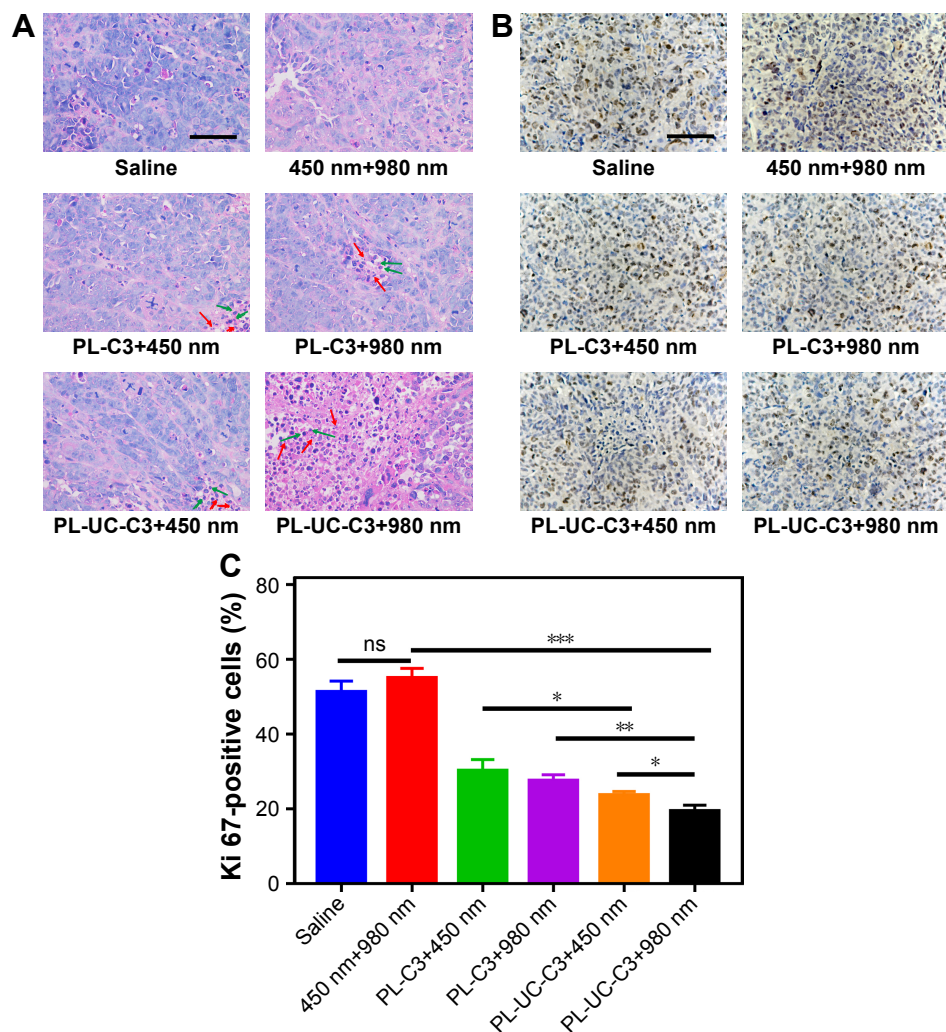 A
B
Saline
450 nm+980 nm
Saline
450 nm+980 nm
PL-C3+450 nm
PL-C3+980 nm
PL-C3+450 nm
PL-C3+980 nm
PL-UC-C3+450 nm
PL-UC-C3+980 nm
PL-UC-C3+450 nm
PL-UC-C3+980 nm
C
Ki 67-positive cells (%)
80
60
40
20
0
ns
***
*
**
*
Saline
450 nm+980 nm
PL-C3+450 nm
PL-C3+980 nm
PL-UC-C3+450 nm
PL-UC-C3+980 nm